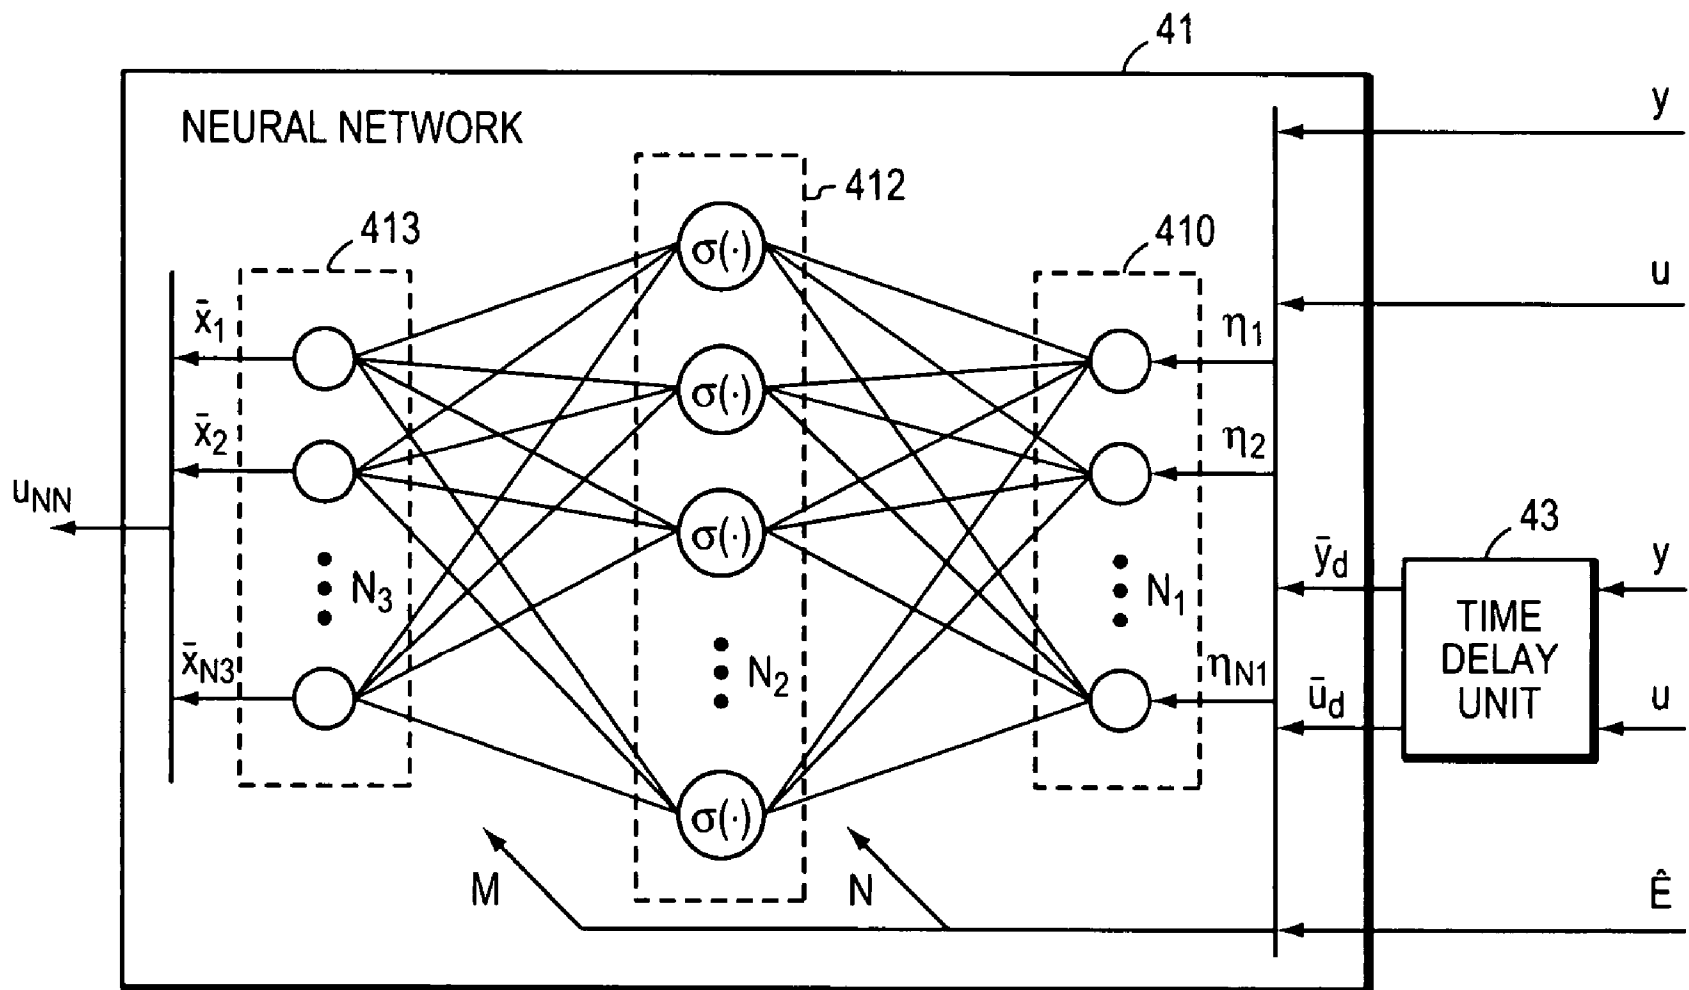 41
y
NEURAL NETWORK
412
413
410
σ(·)
u
x̄1
η1
σ(·)
x̄2
η2
uNN
σ(·)
43
ȳd
y
N3
N1
TIME
DELAY
UNIT
x̄N3
N2
ηN1
ūd
u
σ(·)
M
N
Ê